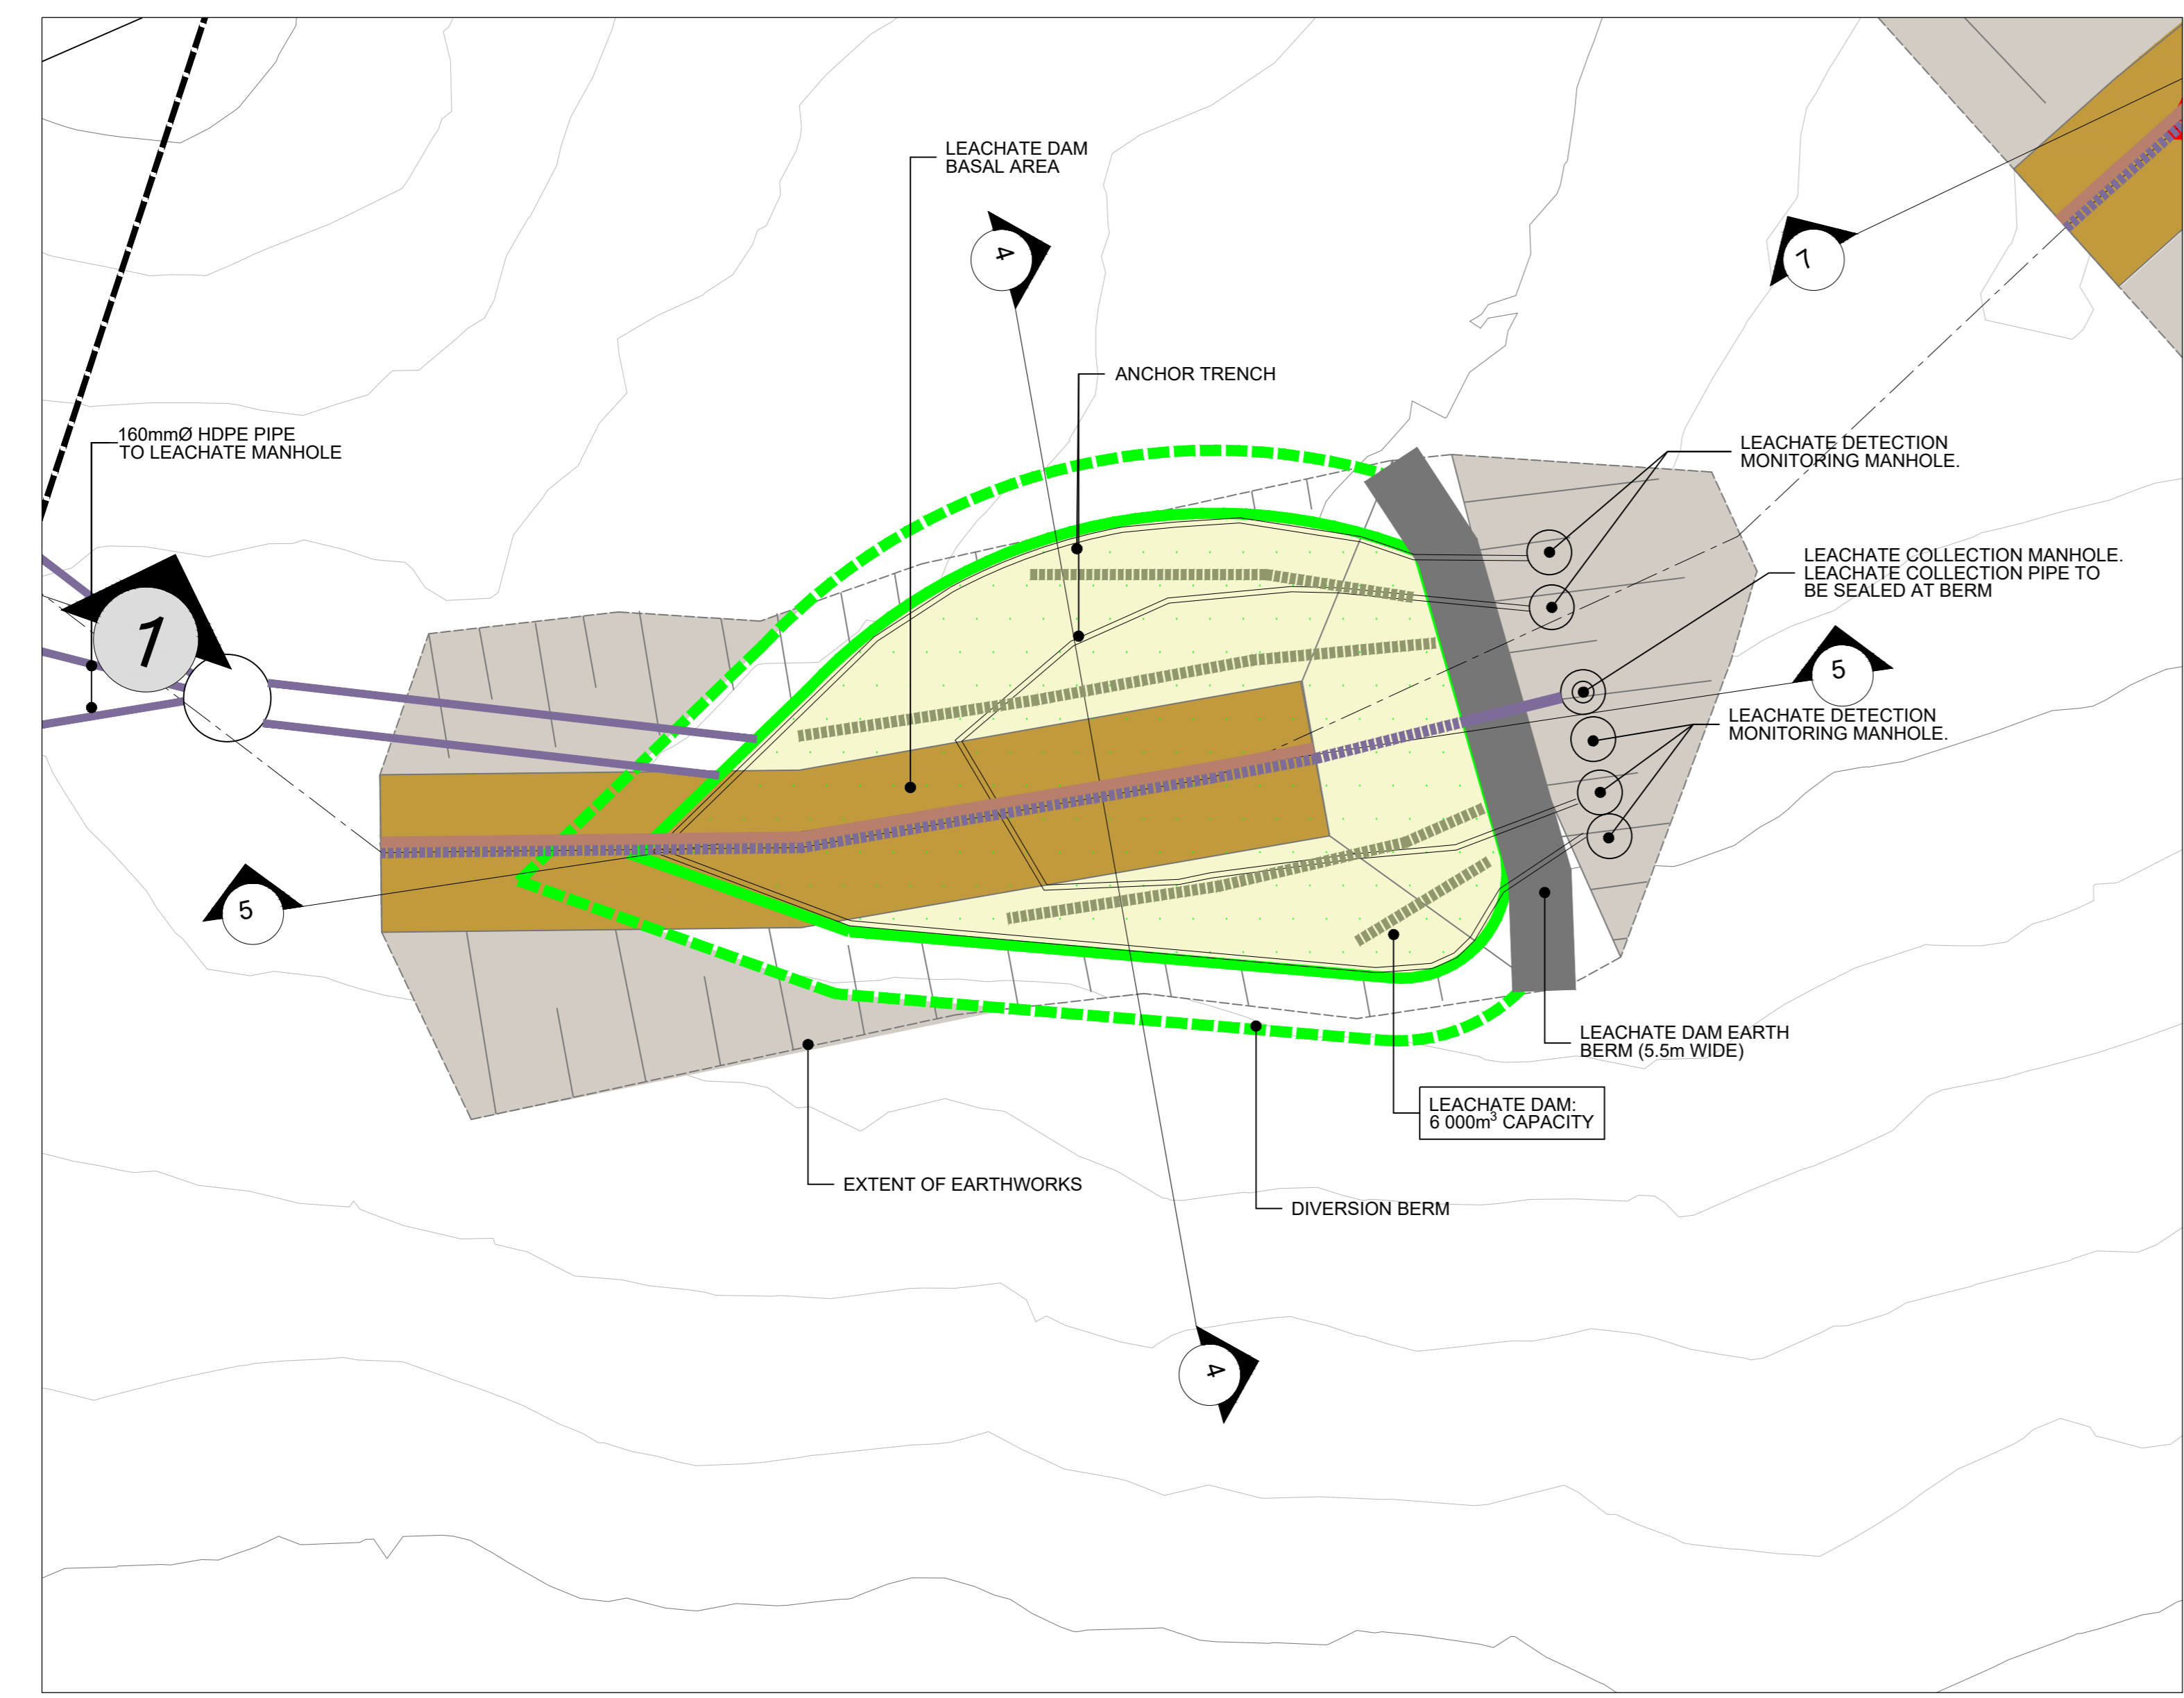 LEACHATE DAM
BASAL AREA
4
7
ANCHOR TRENCH
160mmØ HDPE PIPE
TO LEACHATE MANHOLE
LEACHATE DETECTION
MONITORING MANHOLE.
LEACHATE COLLECTION MANHOLE.
LEACHATE COLLECTION PIPE TO
BE SEALED AT BERM
1
5
LEACHATE DETECTION
MONITORING MANHOLE.
5
LEACHATE DAM EARTH
BERM (5.5m WIDE)
LEACHATE DAM:
6 000m³ CAPACITY
EXTENT OF EARTHWORKS
DIVERSION BERM
4